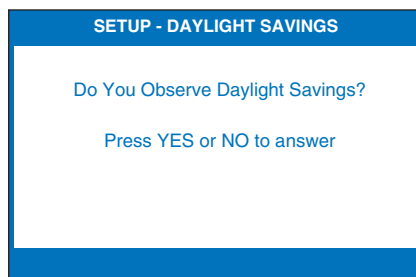 SETUP - DAYLIGHT SAVINGS
Do You Observe Daylight Savings?
Press YES or NO to answer